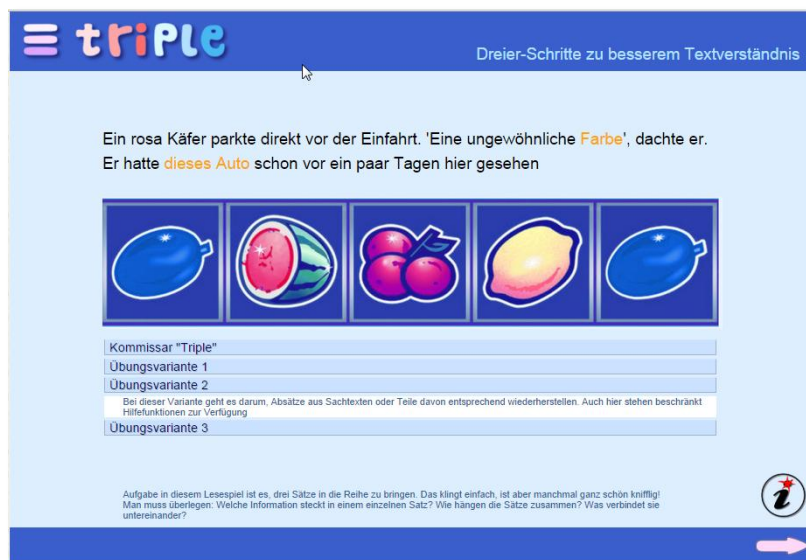 triple
Dreier-Schritte zu besserem Textverständnis
Ein rosa Käfer parkte direkt vor der Einfahrt. 'Eine ungewöhnliche Farbe', dachte er.
Er hatte dieses Auto schon vor ein paar Tagen hier gesehen
Kommissar "Triple"
Übungsvariante 1
Übungsvariante 2
Bei dieser Variante geht es darum, Absätze aus Sachtexten oder Teile davon entsprechend wiederherstellen. Auch hier stehen beschränkt
Hilfefunktionen zur Verfügung
Übungsvariante 3
Aufgabe in diesem Lesespiel ist es, drei Sätze in die Reihe zu bringen. Das klingt einfach, ist aber manchmal ganz schön knifflig!
Man muss überlegen: Welche Information steckt in einem einzelnen Satz? Wie hängen die Sätze zusammen? Was verbindet sie
untereinander?
i